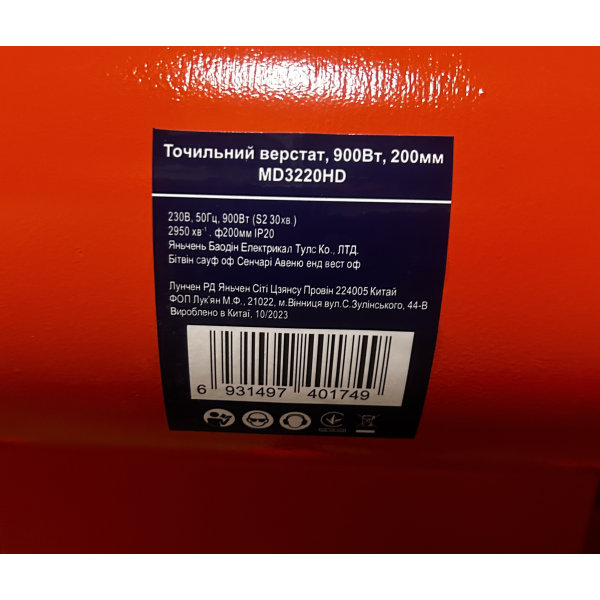 Точильний верстат, 900Вт, 200мм
MD3220HD
230В, 50Гц, 900Вт (S2 30хв.)
2950 хв⁻¹. ф200мм IP20
Яньчень Баодін Електрикал Тулс Ко., ЛТД.
Бітвін сауф оф Сенчарі Авеню енд вест оф
Лунчен РД Яньчен Сіті Цзянсу Провін 224005 Китай
ФОП Лук'ян М.Ф., 21022, м.Вінниця вул.С.Зулінського, 44-В
Вироблено в Китаї, 10/2023
6 931497 401749